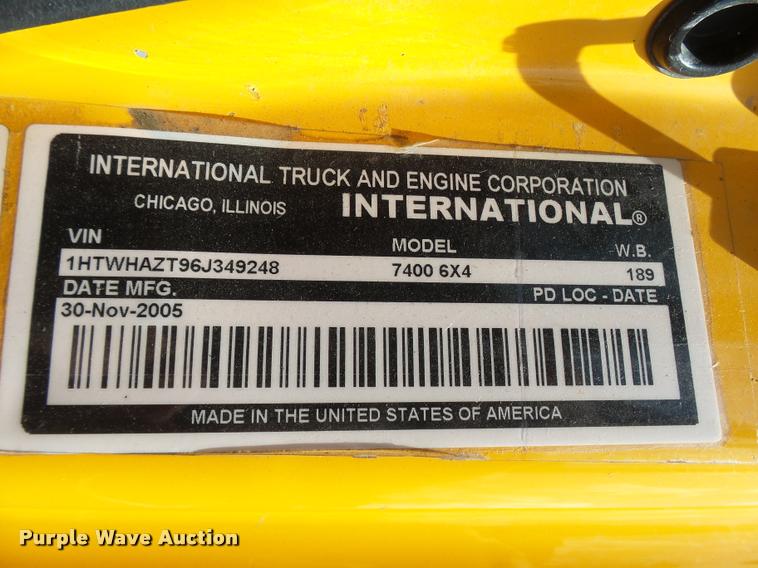 INTERNATIONAL TRUCK AND ENGINE CORPORATION
CHICAGO, ILLINOIS INTERNATIONAL®
VIN MODEL W.B.
1HTWHAZT96J349248 7400 6X4 189
DATE MFG. PD LOC - DATE
30-Nov-2005
MADE IN THE UNITED STATES OF AMERICA
Purple Wave Auction